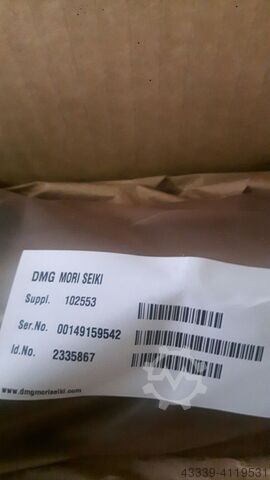 DMG MORI SEIKI
Suppl. 102553
Ser.No. 00149159542
Id.No. 2335867
www.dmgmoriseiki.com
43339-4119531